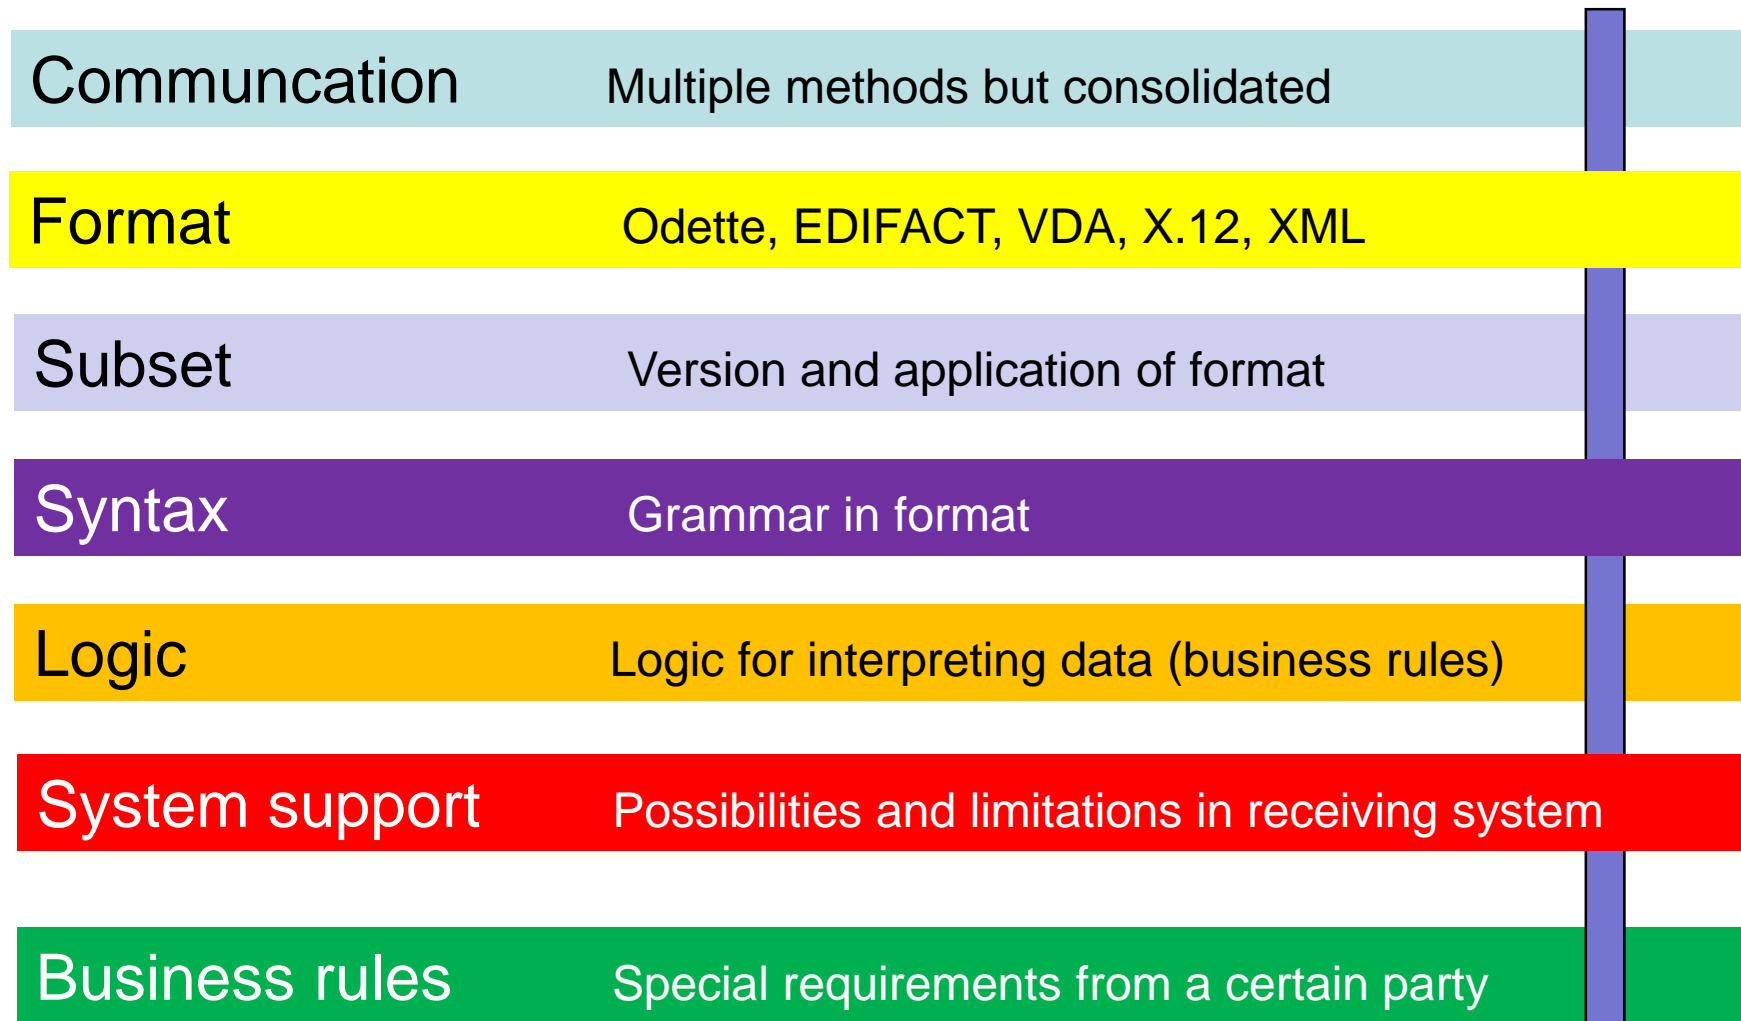 Communcation Multiple methods but consolidated
Format Odette, EDIFACT, VDA, X.12, XML
Subset Version and application of format
Syntax Grammar in format
Logic Logic for interpreting data (business rules)
System support Possibilities and limitations in receiving system
Business rules Special requirements from a certain party